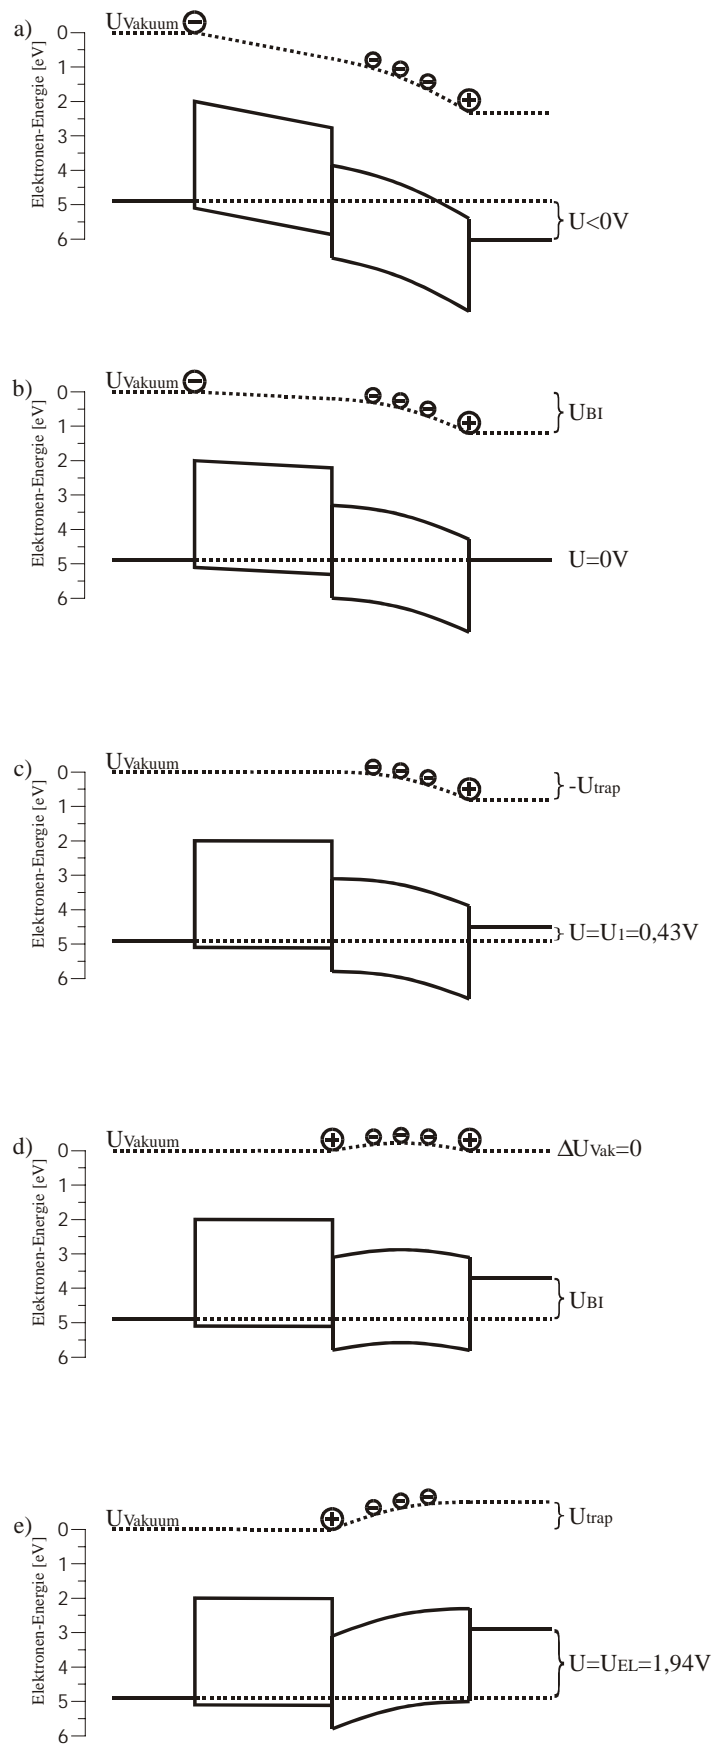 a)
UVakuum
Elektronen-Energie [eV]
0
1
2
3
4
5
6
U<0V
b)
UVakuum
Elektronen-Energie [eV]
0
1
2
3
4
5
6
UBI
U=0V
c)
UVakuum
Elektronen-Energie [eV]
0
1
2
3
4
5
6
-Utrap
U=U1=0,43V
d)
UVakuum
Elektronen-Energie [eV]
0
1
2
3
4
5
6
ΔUVak=0
UBI
e)
UVakuum
Elektronen-Energie [eV]
0
1
2
3
4
5
6
Utrap
U=UEL=1,94V